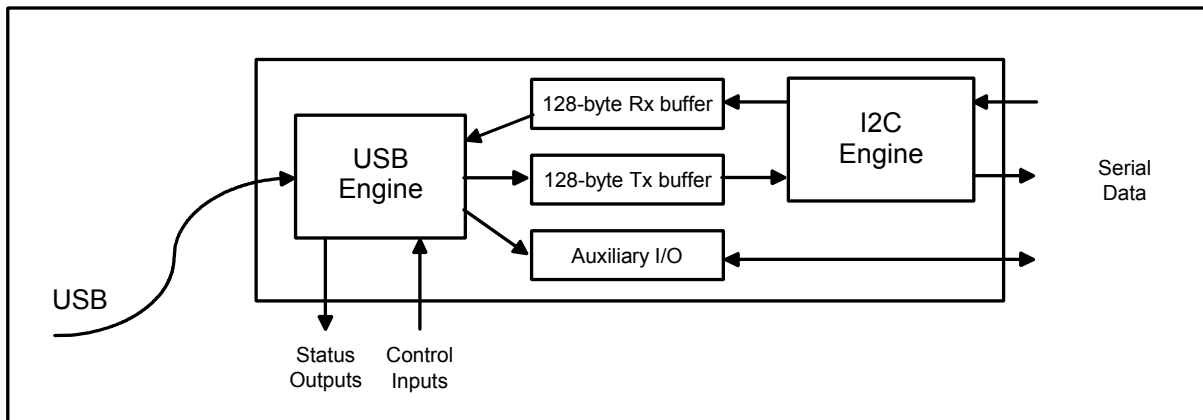 128-byte Rx buffer
I2C
Engine
USB
Engine
128-byte Tx buffer
Serial
Data
Auxiliary I/O
USB
Status
Outputs
Control
Inputs